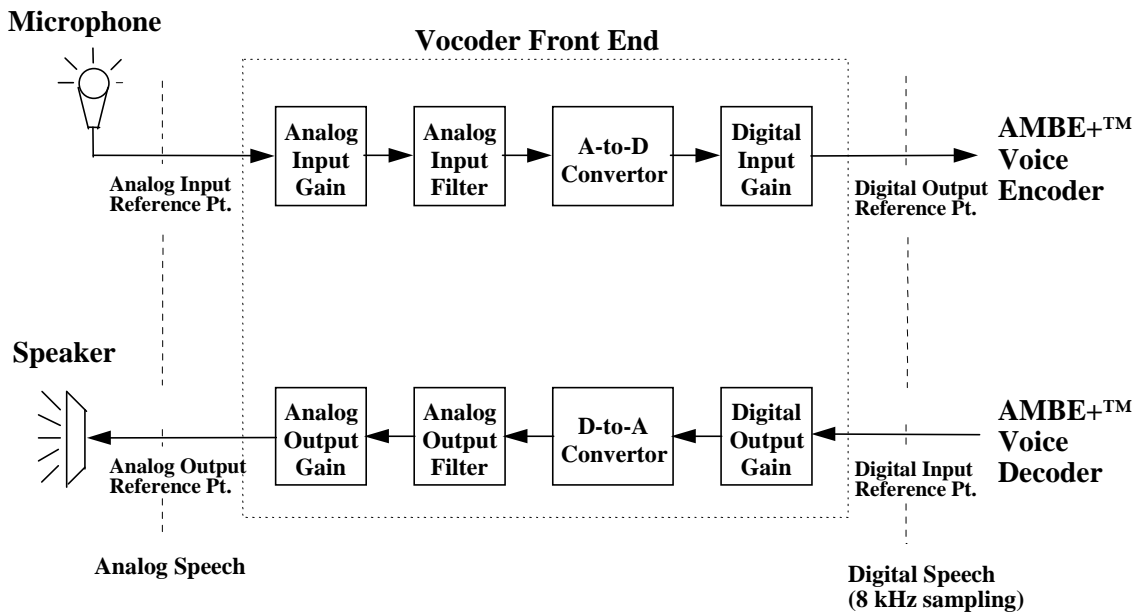 Microphone
Vocoder Front End
Analog
Input
Gain
Analog
Input
Filter
A-to-D
Convertor
Digital
Input
Gain
AMBE+™
Voice
Encoder
Analog Input
Reference Pt.
Digital Output
Reference Pt.
Speaker
Analog
Output
Gain
Analog
Output
Filter
D-to-A
Convertor
Digital
Output
Gain
AMBE+™
Voice
Decoder
Analog Output
Reference Pt.
Digital Input
Reference Pt.
Analog Speech
Digital Speech
(8 kHz sampling)